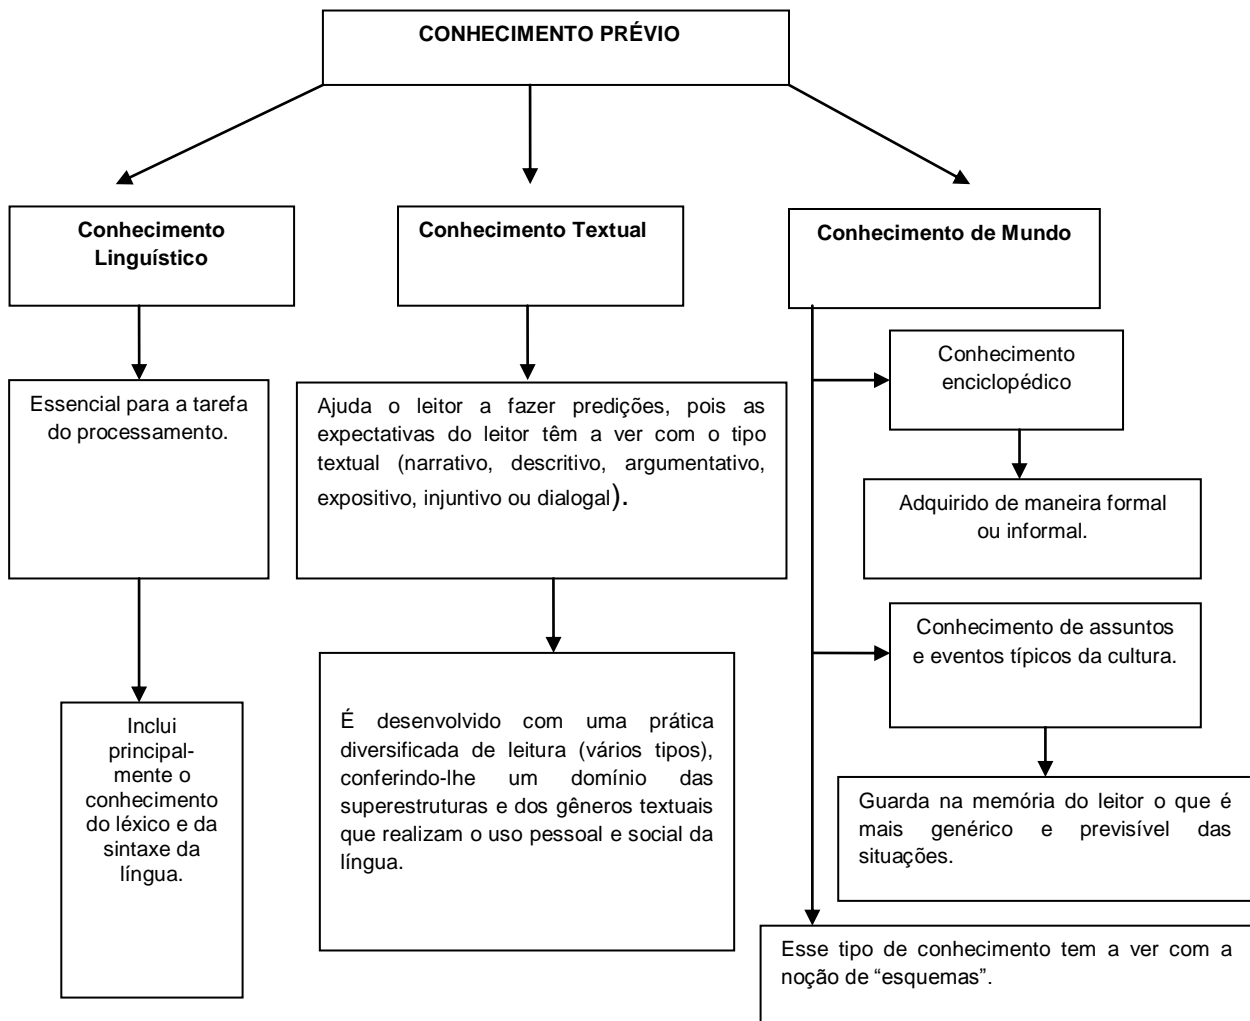 CONHECIMENTO PRÉVIO
Conhecimento
Linguístico
Conhecimento Textual
Conhecimento de Mundo
Essencial para a tarefa
do processamento.
Ajuda o leitor a fazer predições, pois as
expectativas do leitor têm a ver com o tipo
textual (narrativo, descritivo, argumentativo,
expositivo, injuntivo ou dialogal).
Conhecimento
enciclopédico
Adquirido de maneira formal
ou informal.
Conhecimento de assuntos
e eventos típicos da cultura.
Inclui
principal-
mente o
conhecimento
do léxico e da
sintaxe da
língua.
É desenvolvido com uma prática
diversificada de leitura (vários tipos),
conferindo-lhe um domínio das
superestruturas e dos gêneros textuais
que realizam o uso pessoal e social da
língua.
Guarda na memória do leitor o que é
mais genérico e previsível das
situações.
Esse tipo de conhecimento tem a ver com a
noção de “esquemas”.